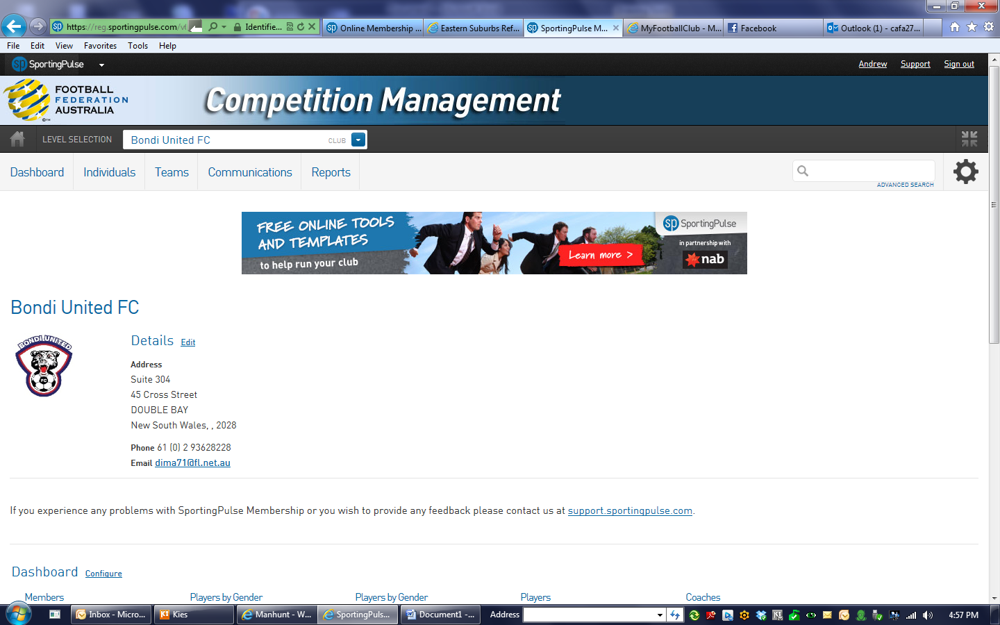 https://reg.sportingpulse.com/v6
Identifie...
Online Membership ...
Eastern Suburbs Ref...
SportingPulse M...
MyFootballClub - M...
Facebook
Outlook (1) - cafa27...
File Edit View Favorites Tools Help
sp SportingPulse
Andrew Support Sign out
FOOTBALL
FEDERATION
AUSTRALIA
Competition Management
LEVEL SELECTION Bondi United FC CLUB
Dashboard Individuals Teams Communications Reports
ADVANCED SEARCH
FREE ONLINE TOOLS
AND TEMPLATES
to help run your club
Learn more >
sp SportingPulse
in partnership with
nab
Bondi United FC
BONDI UNITED
FC
Details Edit
Address
Suite 304
45 Cross Street
DOUBLE BAY
New South Wales, , 2028
Phone 61 (0) 2 93628228
Email dima71@fl.net.au
If you experience any problems with SportingPulse Membership or you wish to provide any feedback please contact us at support.sportingpulse.com.
Dashboard Configure
Members Players by Gender Players by Gender Players Coaches
Inbox - Micro...
Kies
Manhunt - W...
SportingPuls...
Document1 -...
Address
4:57 PM